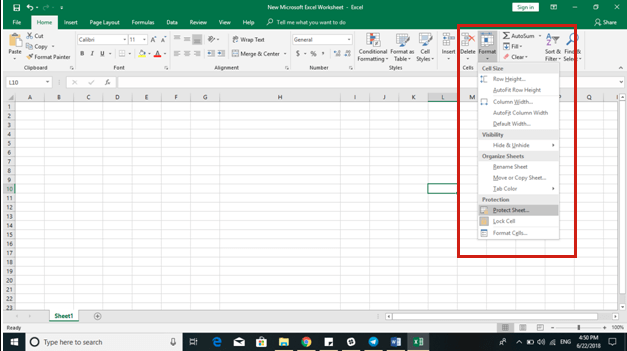 New Microsoft Excel Worksheet - Excel
Sign in
File Home Insert Page Layout Formulas Data Review View Help Tell me what you want to do Share
Paste
Cut
Copy
Format Painter
Clipboard
Calibri 11
B I U
Font
Wrap Text
Merge & Center
Alignment
General
$ % ,
Number
Conditional Formatting
Format as Table
Cell Styles
Styles
Insert Delete Format
Cells
AutoSum
Fill
Clear
Sort & Filter
Find & Select
L10
fx
A B C D E F G H I J K L M P Q
1
2
3
4
5
6
7
8
9
10
11
12
13
14
15
16
17
18
19
20
21
22
23
Cell Size
Row Height...
AutoFit Row Height
Column Width...
AutoFit Column Width
Default Width...
Visibility
Hide & Unhide
Organize Sheets
Rename Sheet
Move or Copy Sheet...
Tab Color
Protection
Protect Sheet...
Lock Cell
Format Cells...
Sheet1
Ready
100%
Type here to search
ENG
4:50 PM
6/22/2018